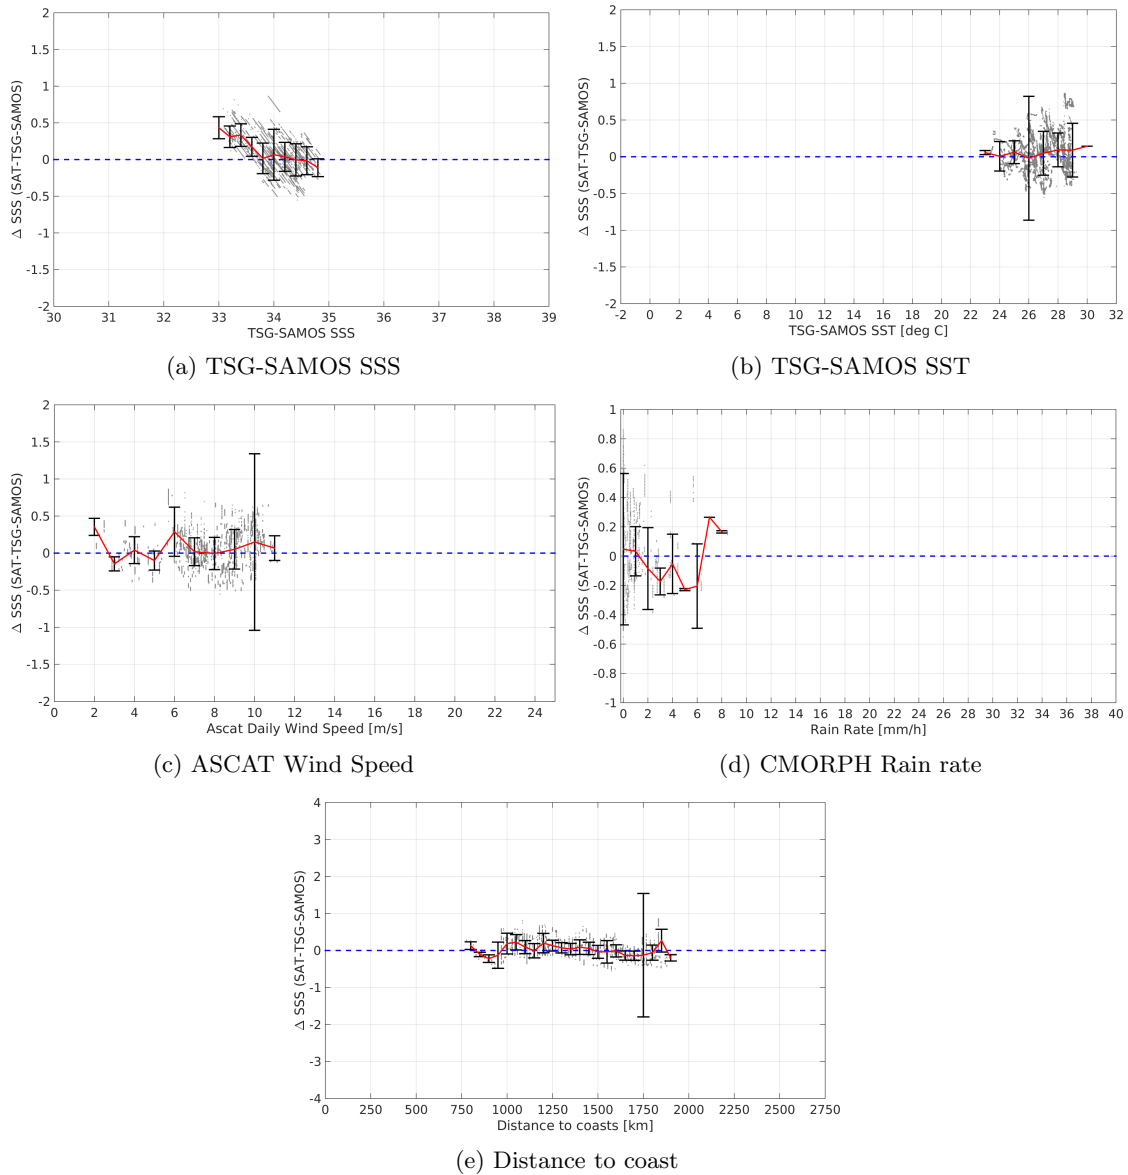 2
1.5
1
0.5
0
-0.5
-1
-1.5
-2
Δ SSS (SAT-TSG-SAMOS)
30 31 32 33 34 35 36 37 38 39
TSG-SAMOS SSS
(a) TSG-SAMOS SSS
2
1.5
1
0.5
0
-0.5
-1
-1.5
-2
Δ SSS (SAT-TSG-SAMOS)
-2 0 2 4 6 8 10 12 14 16 18 20 22 24 26 28 30 32
TSG-SAMOS SST [deg C]
(b) TSG-SAMOS SST
2
1.5
1
0.5
0
-0.5
-1
-1.5
-2
Δ SSS (SAT-TSG-SAMOS)
0 2 4 6 8 10 12 14 16 18 20 22 24
Ascat Daily Wind Speed [m/s]
(c) ASCAT Wind Speed
1
0.8
0.6
0.4
0.2
0
-0.2
-0.4
-0.6
-0.8
-1
Δ SSS (SAT-TSG-SAMOS)
0 2 4 6 8 10 12 14 16 18 20 22 24 26 28 30 32 34 36 38 40
Rain Rate [mm/h]
(d) CMORPH Rain rate
4
3
2
1
0
-1
-2
-3
-4
Δ SSS (SAT-TSG-SAMOS)
0 250 500 750 1000 1250 1500 1750 2000 2250 2500 2750
Distance to coasts [km]
(e) Distance to coast